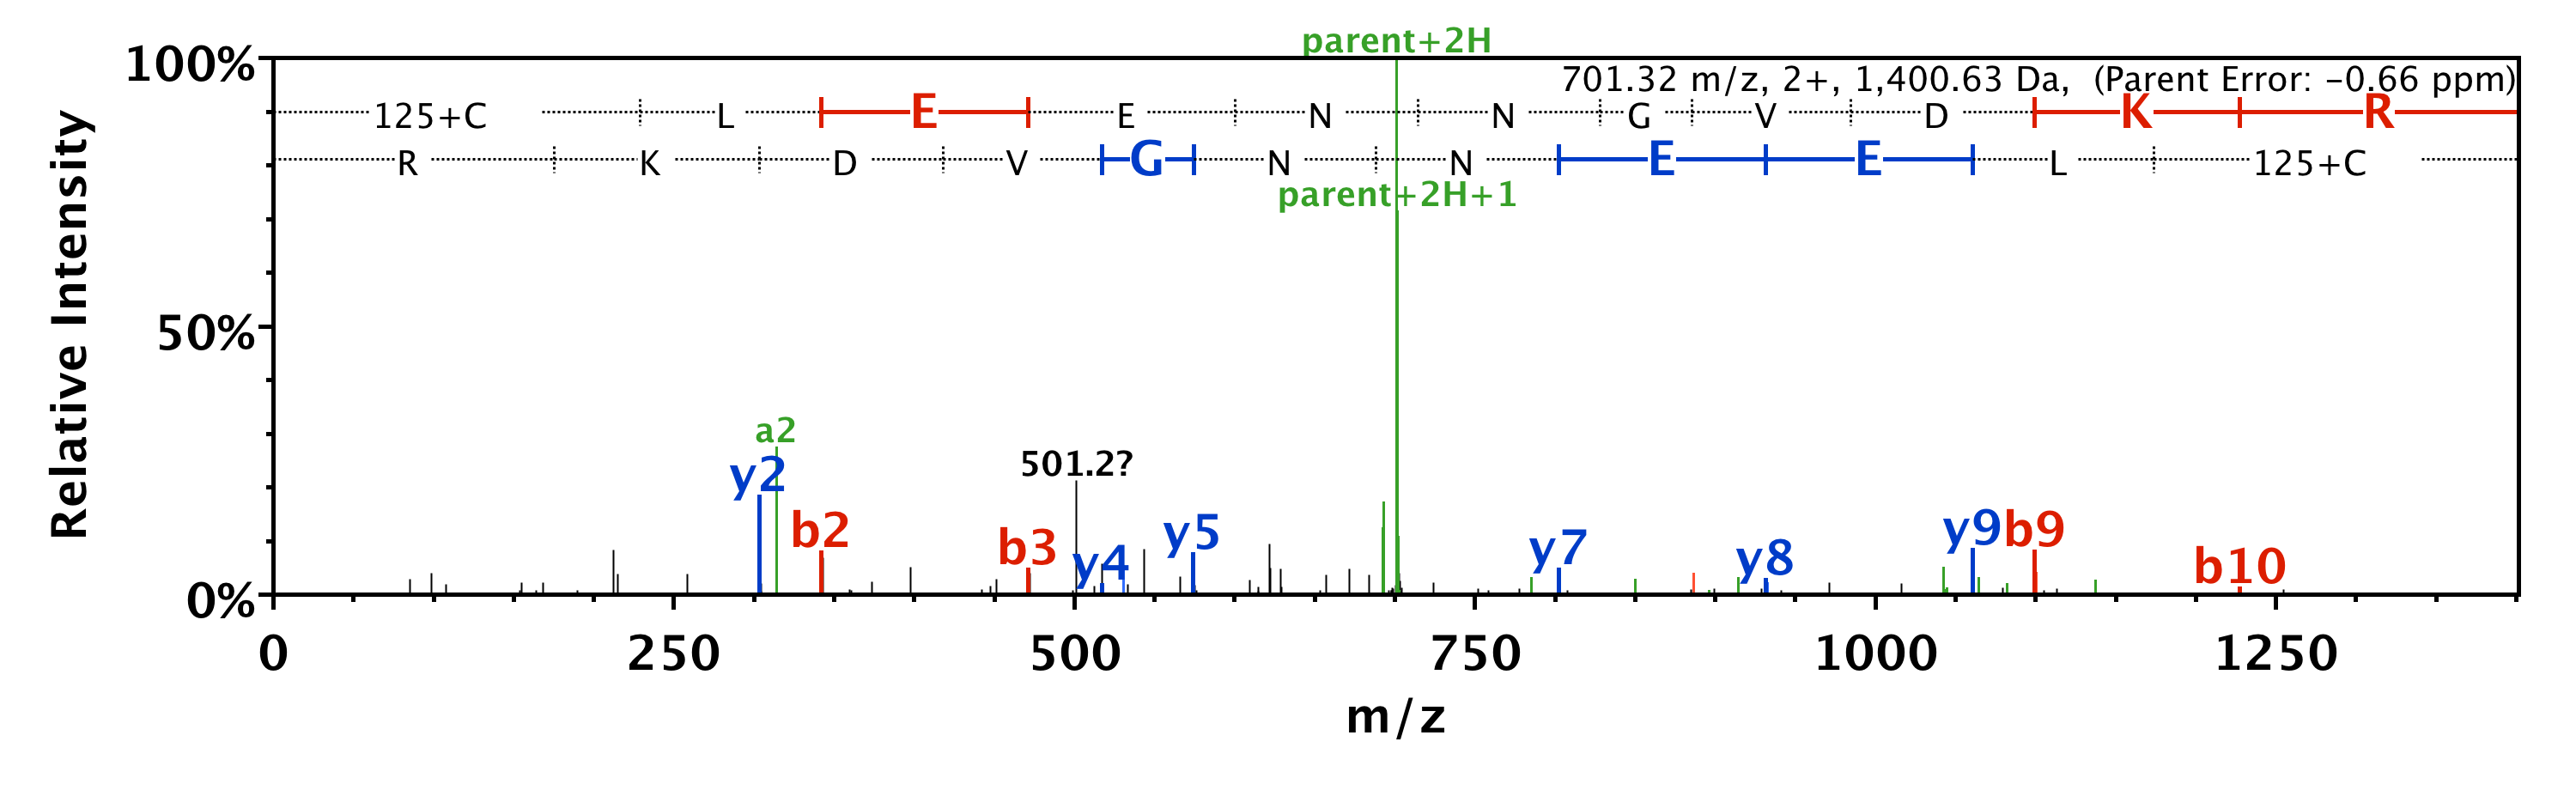 parent+2H
100%
701.32 m/z, 2+, 1,400.63 Da, (Parent Error: –0.66 ppm)
125+C L E E N N G V D K R
R K D V G N N E E L 125+C
parent+2H+1
Relative Intensity
50%
a2
501.2?
y2
b2
b3
y4
y5
y7
y8
y9
b9
b10
0%
0 250 500 750 1000 1250
m/z